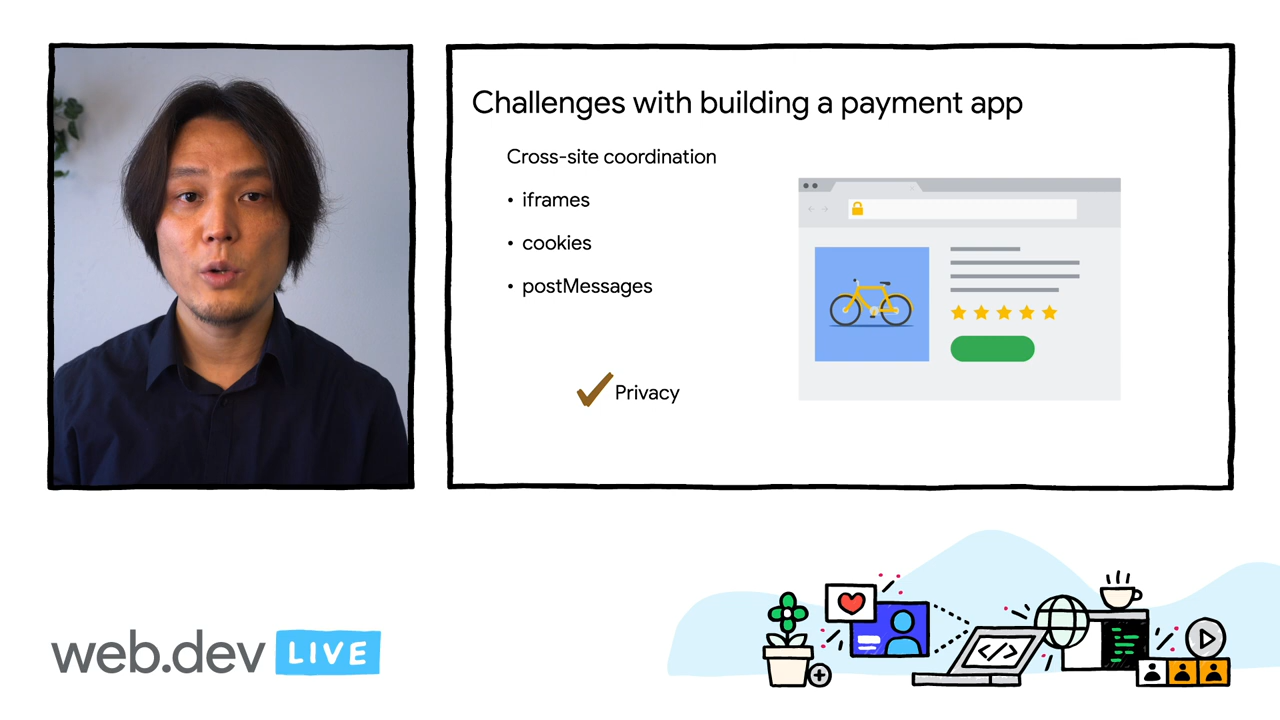 Challenges with building a payment app
Cross-site coordination
• iframes
• cookies
• postMessages
Privacy
web.dev LIVE
</>